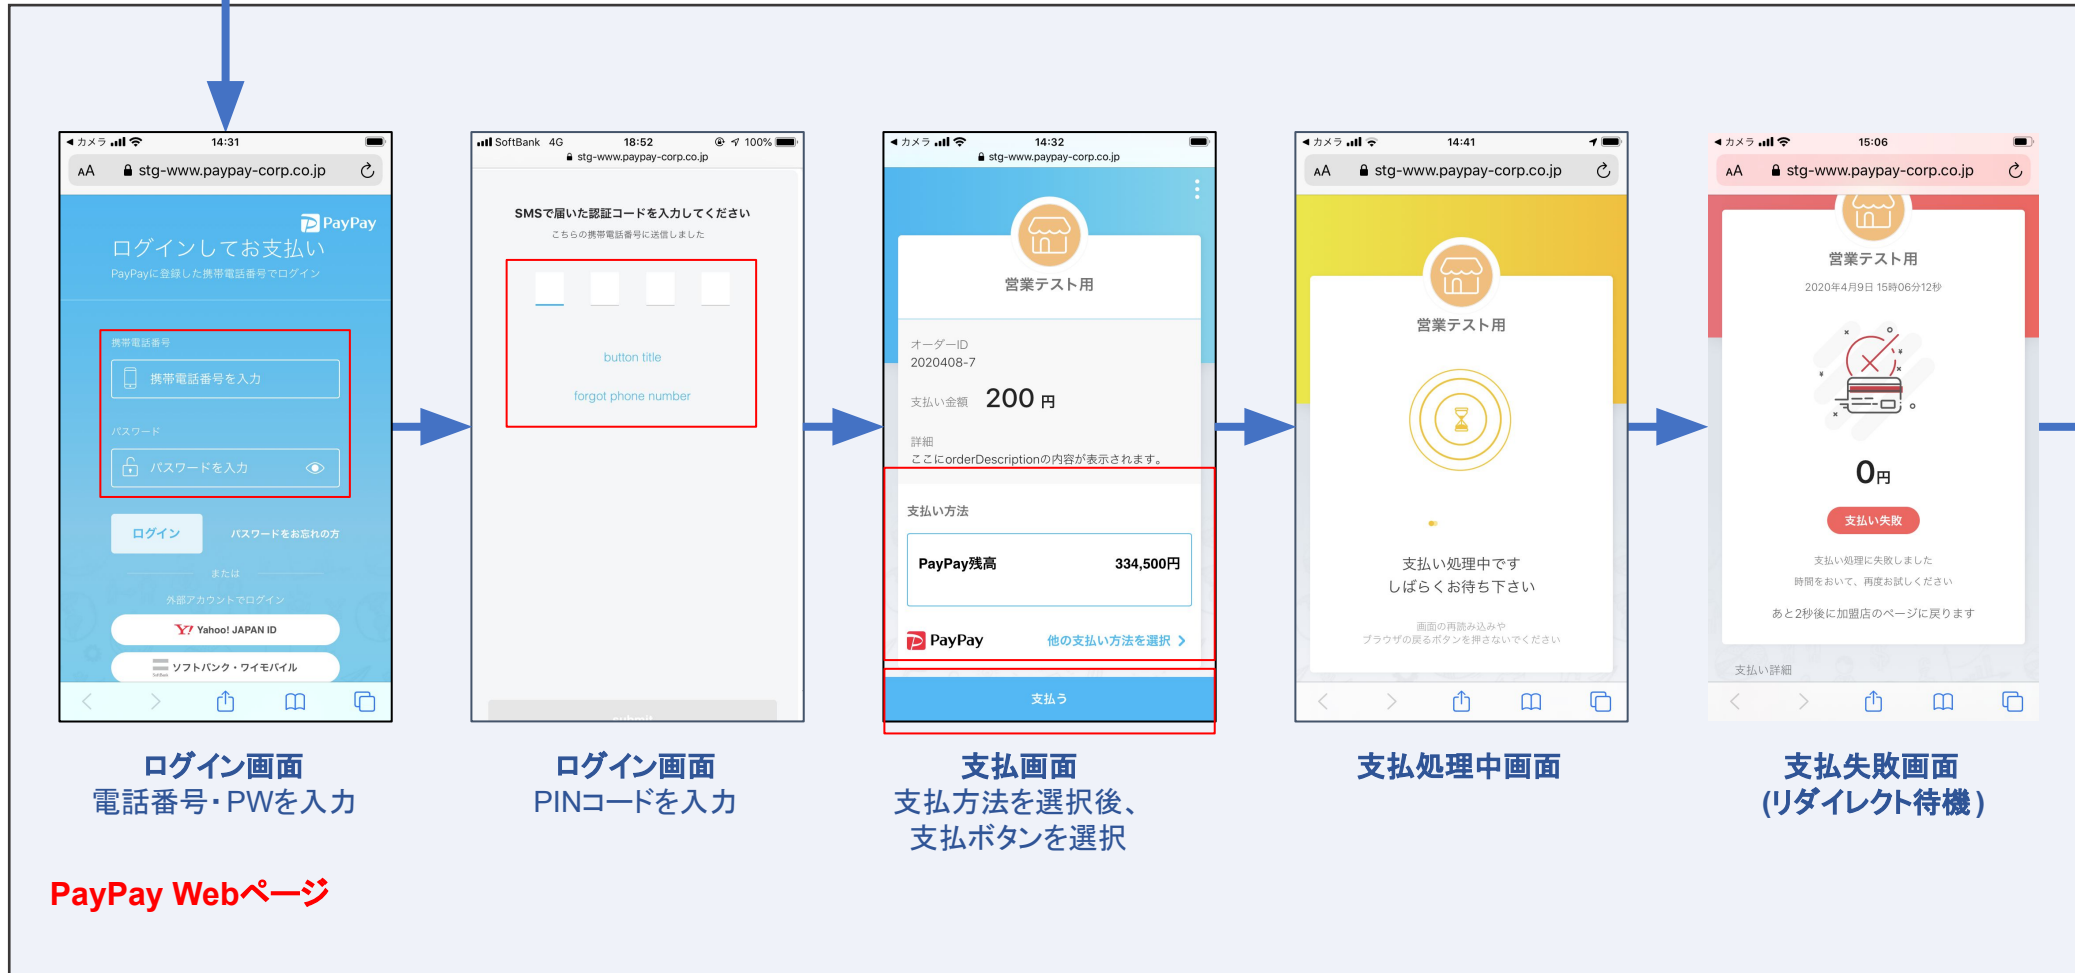 ◀カメラ
14:31
AA
stg-www.paypay-corp.co.jp
PayPay
ログインしてお支払い
PayPayに登録した携帯電話番号でログイン
携帯電話番号
携帯電話番号を入力
パスワード
パスワードを入力
ログイン
パスワードをお忘れの方
または
外部アカウントでログイン
Y! Yahoo! JAPAN ID
SoftBank
ソフトバンク・ワイモバイル
ログイン画面
電話番号・PWを入力
SoftBank 4G
18:52
100%
stg-www.paypay-corp.co.jp
SMSで届いた認証コードを入力してください
こちらの携帯電話番号に送信しました
button title
forgot phone number
submit
ログイン画面
PINコードを入力
◀カメラ
14:32
stg-www.paypay-corp.co.jp
営業テスト用
オーダーID
2020408-7
支払い金額 200 円
詳細
ここにorderDescriptionの内容が表示されます。
支払い方法
PayPay残高 334,500円
PayPay
他の支払い方法を選択
支払う
支払画面
支払方法を選択後、
支払ボタンを選択
◀カメラ
14:41
AA
stg-www.paypay-corp.co.jp
営業テスト用
支払い処理中です
しばらくお待ち下さい
画面の再読み込みや
ブラウザの戻るボタンを押さないでください
支払処理中画面
◀カメラ
15:06
AA
stg-www.paypay-corp.co.jp
営業テスト用
2020年4月9日 15時06分12秒
0円
支払い失敗
支払い処理に失敗しました
時間をおいて、再度お試しください
あと2秒後に加盟店のページに戻ります
支払い詳細
支払失敗画面
(リダイレクト待機)
PayPay Webページ